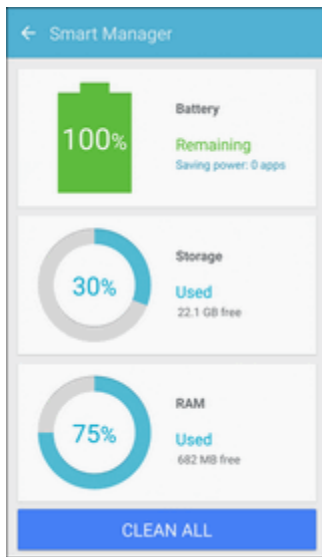 Smart Manager
100%
Battery
Remaining
Saving power: 0 apps
30%
Storage
Used
22.1 GB free
75%
RAM
Used
682 MB free
CLEAN ALL